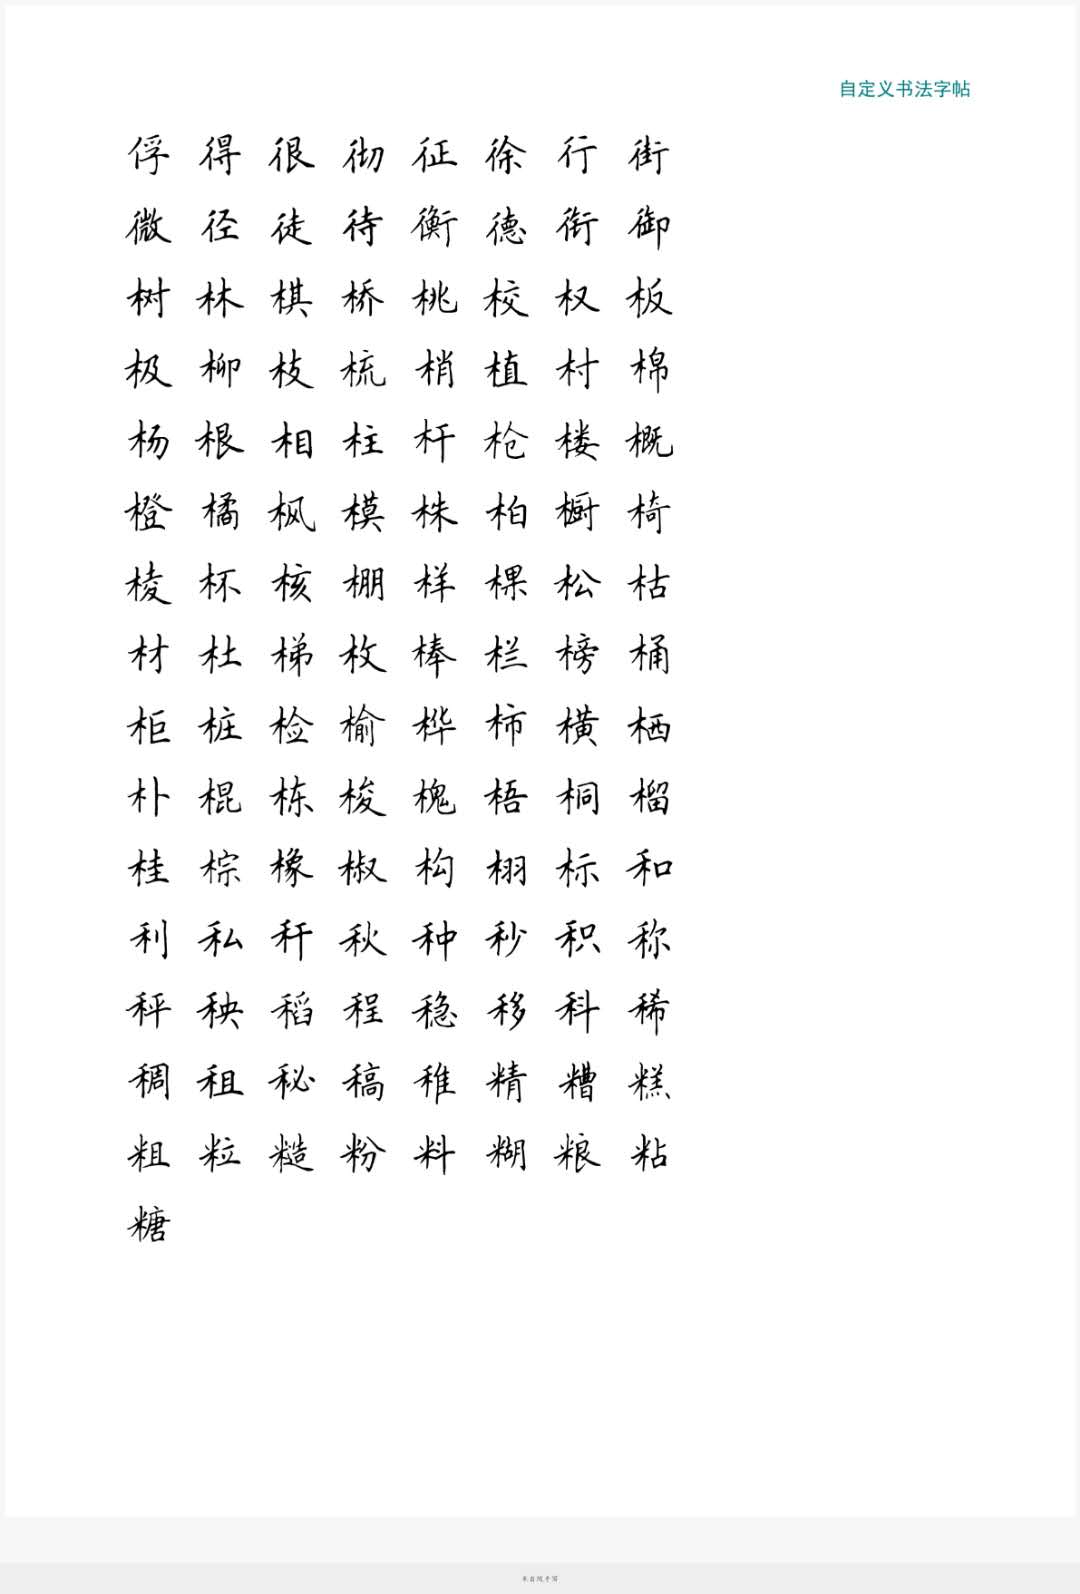 自定义书法字帖
俘得很彻征徐行街
微径徒待衡德衔御
树林棋桥桃校权板
极柳枝梳梢植村棉
杨根相柱杆枪楼概
橙橘枫模株柏橱椅
棱杯核棚样棵松枯
材杜梯枚棒栏榜桶
柜桩检榆桦柿横栖
朴棍栋梭槐梧桐榴
桂棕橡椒构栩标和
利私秆秋种秒积称
秤秧稻程稳移科稀
稠租秘稿稚精糟糕
粗粒糙粉料糊粮粘
糖